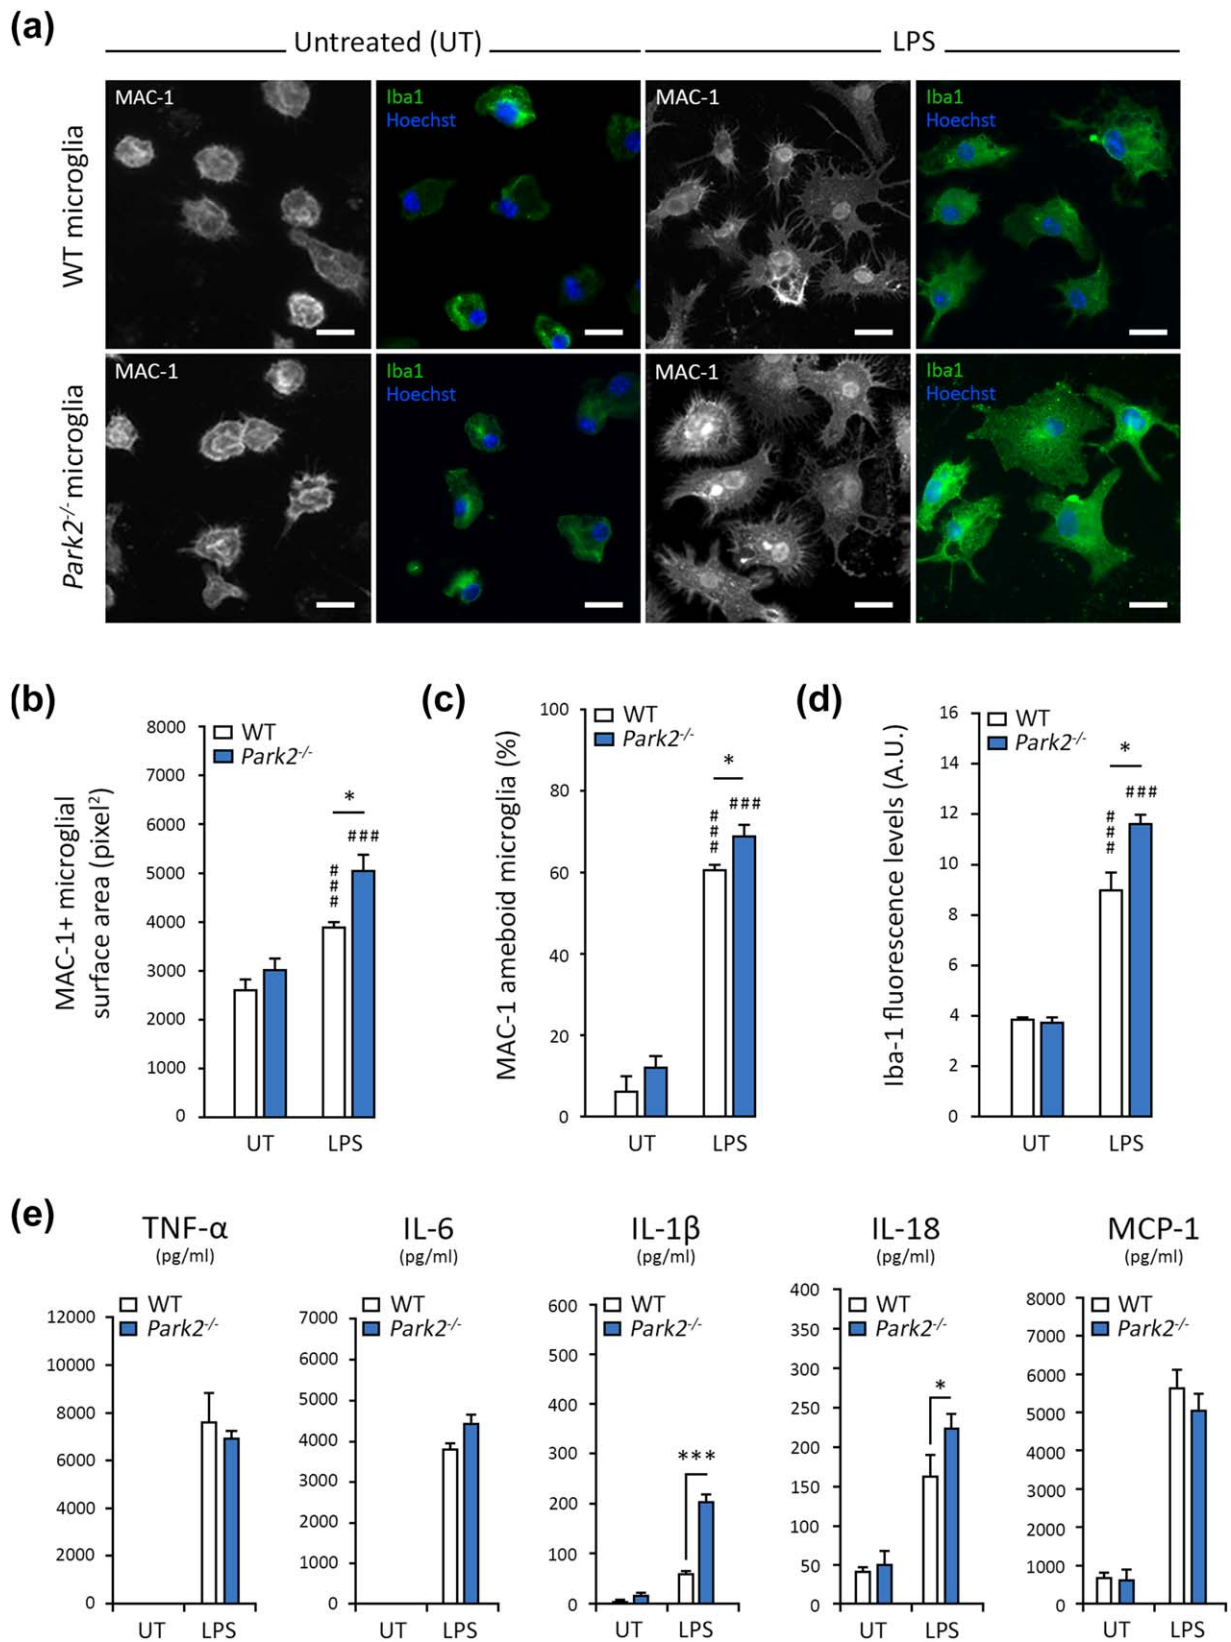 (a)
Untreated (UT)
LPS
WT microglia
MAC-1
Iba1
Hoechst
MAC-1
Iba1
Hoechst
Park2-/- microglia
MAC-1
Iba1
Hoechst
MAC-1
Iba1
Hoechst
(b)
MAC-1+ microglial
surface area (pixel²)
8000
7000
6000
5000
4000
3000
2000
1000
0
WT
Park2-/-
*
###
###
UT
LPS
(c)
MAC-1 ameboid microglia (%)
100
80
60
40
20
0
WT
Park2-/-
*
###
###
UT
LPS
(d)
Iba-1 fluorescence levels (A.U.)
16
14
12
10
8
6
4
2
0
WT
Park2-/-
*
###
###
UT
LPS
(e)
TNF-α
(pg/ml)
WT
Park2-/-
12000
10000
8000
6000
4000
2000
0
UT
LPS
IL-6
(pg/ml)
WT
Park2-/-
7000
6000
5000
4000
3000
2000
1000
0
UT
LPS
IL-1β
(pg/ml)
WT
Park2-/-
600
500
400
300
200
100
0
***
UT
LPS
IL-18
(pg/ml)
WT
Park2-/-
400
350
300
250
200
150
100
50
0
*
UT
LPS
MCP-1
(pg/ml)
WT
Park2-/-
8000
7000
6000
5000
4000
3000
2000
1000
0
UT
LPS